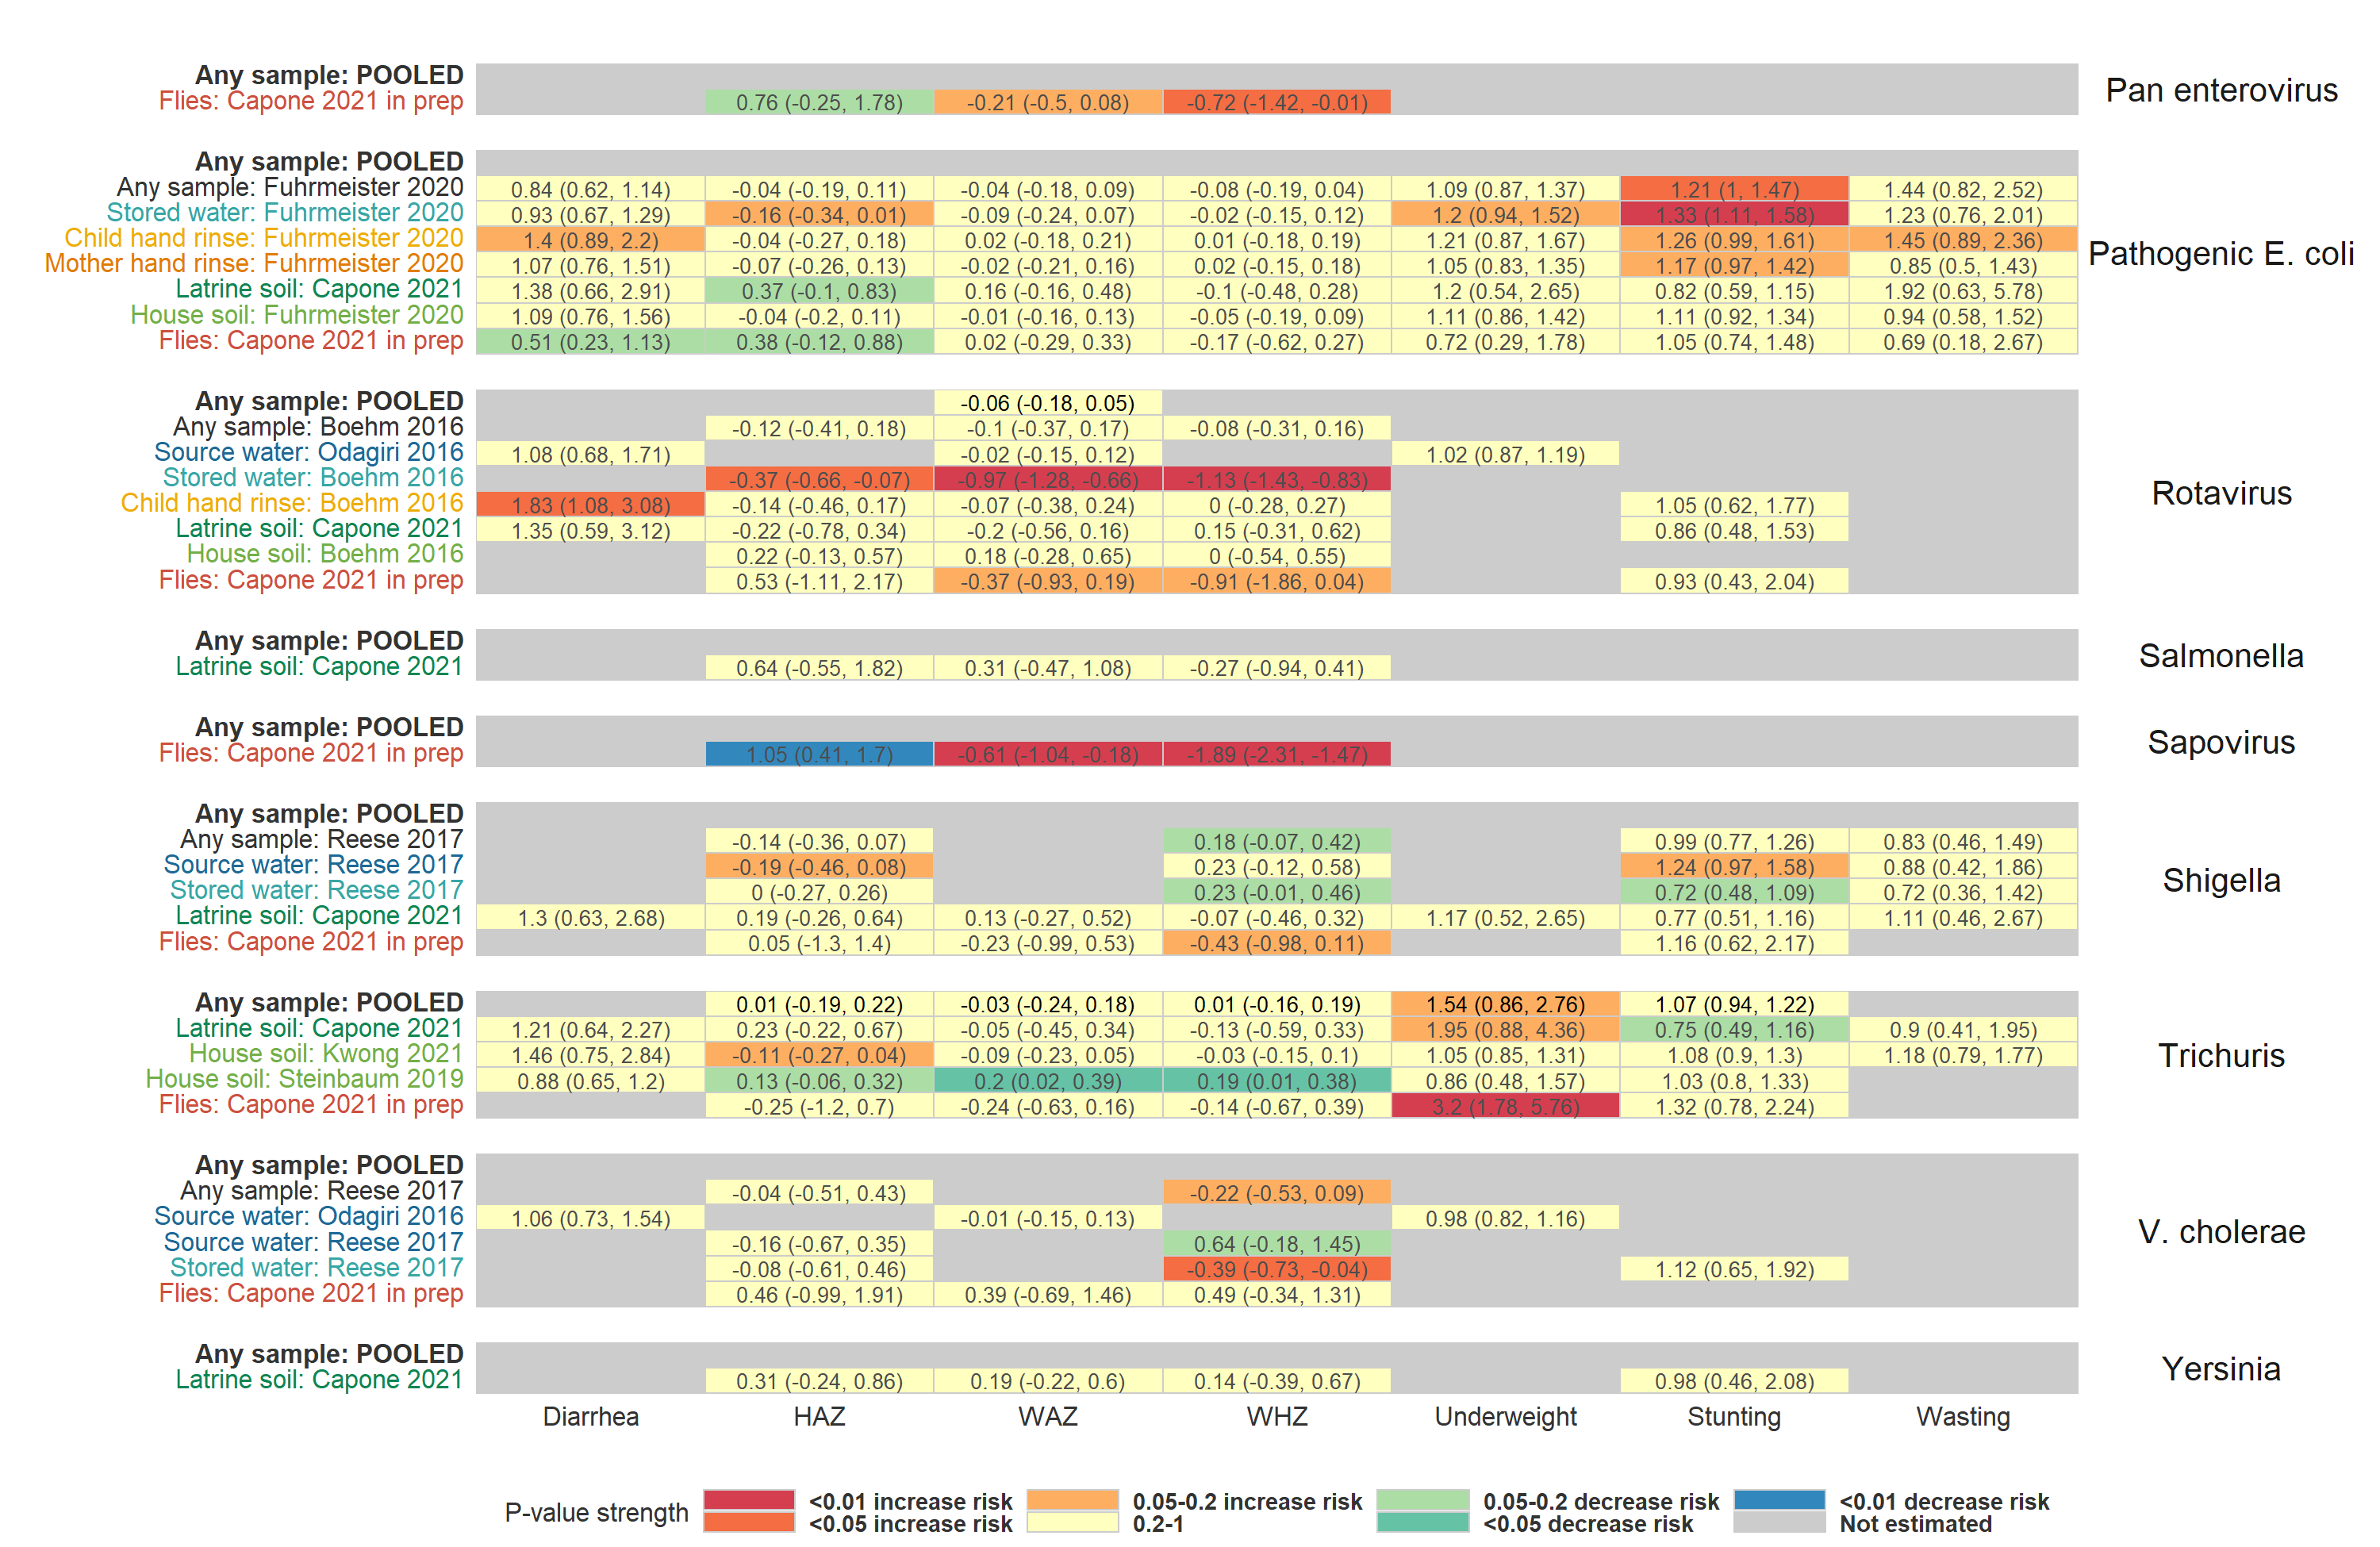 Any sample: POOLED
Flies: Capone 2021 in prep 0.76 (-0.25, 1.78) -0.21 (-0.5, 0.08) -0.72 (-1.42, -0.01)
Pan enterovirus
Any sample: POOLED
Any sample: Fuhrmeister 2020 0.84 (0.62, 1.14) -0.04 (-0.19, 0.11) -0.04 (-0.18, 0.09) -0.08 (-0.19, 0.04) 1.09 (0.87, 1.37) 1.21 (1, 1.47) 1.44 (0.82, 2.52)
Stored water: Fuhrmeister 2020 0.93 (0.67, 1.29) -0.16 (-0.34, 0.01) -0.09 (-0.24, 0.07) -0.02 (-0.15, 0.12) 1.2 (0.94, 1.52) 1.33 (1.11, 1.58) 1.23 (0.76, 2.01)
Child hand rinse: Fuhrmeister 2020 1.4 (0.89, 2.2) -0.04 (-0.27, 0.18) 0.02 (-0.18, 0.21) 0.01 (-0.18, 0.19) 1.21 (0.87, 1.67) 1.26 (0.99, 1.61) 1.45 (0.89, 2.36)
Mother hand rinse: Fuhrmeister 2020 1.07 (0.76, 1.51) -0.07 (-0.26, 0.13) -0.02 (-0.21, 0.16) 0.02 (-0.15, 0.18) 1.05 (0.83, 1.35) 1.17 (0.97, 1.42) 0.85 (0.5, 1.43)
Latrine soil: Capone 2021 1.38 (0.66, 2.91) 0.37 (-0.1, 0.83) 0.16 (-0.16, 0.48) -0.1 (-0.48, 0.28) 1.2 (0.54, 2.65) 0.82 (0.59, 1.15) 1.92 (0.63, 5.78)
House soil: Fuhrmeister 2020 1.09 (0.76, 1.56) -0.04 (-0.2, 0.11) -0.01 (-0.16, 0.13) -0.05 (-0.19, 0.09) 1.11 (0.86, 1.42) 1.11 (0.92, 1.34) 0.94 (0.58, 1.52)
Flies: Capone 2021 in prep 0.51 (0.23, 1.13) 0.38 (-0.12, 0.88) 0.02 (-0.29, 0.33) -0.17 (-0.62, 0.27) 0.72 (0.29, 1.78) 1.05 (0.74, 1.48) 0.69 (0.18, 2.67)
Pathogenic E. coli
Any sample: POOLED -0.06 (-0.18, 0.05)
Any sample: Boehm 2016 -0.12 (-0.41, 0.18) -0.1 (-0.37, 0.17) -0.08 (-0.31, 0.16)
Source water: Odagiri 2016 1.08 (0.68, 1.71) -0.02 (-0.15, 0.12) 1.02 (0.87, 1.19)
Stored water: Boehm 2016 -0.37 (-0.66, -0.07) -0.97 (-1.28, -0.66) -1.13 (-1.43, -0.83)
Child hand rinse: Boehm 2016 1.83 (1.08, 3.08) -0.14 (-0.46, 0.17) -0.07 (-0.38, 0.24) 0 (-0.28, 0.27) 1.05 (0.62, 1.77)
Latrine soil: Capone 2021 1.35 (0.59, 3.12) -0.22 (-0.78, 0.34) -0.2 (-0.56, 0.16) 0.15 (-0.31, 0.62) 0.86 (0.48, 1.53)
House soil: Boehm 2016 0.22 (-0.13, 0.57) 0.18 (-0.28, 0.65) 0 (-0.54, 0.55)
Flies: Capone 2021 in prep 0.53 (-1.11, 2.17) -0.37 (-0.93, 0.19) -0.91 (-1.86, 0.04) 0.93 (0.43, 2.04)
Rotavirus
Any sample: POOLED
Latrine soil: Capone 2021 0.64 (-0.55, 1.82) 0.31 (-0.47, 1.08) -0.27 (-0.94, 0.41)
Salmonella
Any sample: POOLED
Flies: Capone 2021 in prep 1.05 (0.41, 1.7) -0.61 (-1.04, -0.18) -1.89 (-2.31, -1.47)
Sapovirus
Any sample: POOLED
Any sample: Reese 2017 -0.14 (-0.36, 0.07) 0.18 (-0.07, 0.42) 0.99 (0.77, 1.26) 0.83 (0.46, 1.49)
Source water: Reese 2017 -0.19 (-0.46, 0.08) 0.23 (-0.12, 0.58) 1.24 (0.97, 1.58) 0.88 (0.42, 1.86)
Stored water: Reese 2017 0 (-0.27, 0.26) 0.23 (-0.01, 0.46) 0.72 (0.48, 1.09) 0.72 (0.36, 1.42)
Latrine soil: Capone 2021 1.3 (0.63, 2.68) 0.19 (-0.26, 0.64) 0.13 (-0.27, 0.52) -0.07 (-0.46, 0.32) 1.17 (0.52, 2.65) 0.77 (0.51, 1.16) 1.11 (0.46, 2.67)
Flies: Capone 2021 in prep 0.05 (-1.3, 1.4) -0.23 (-0.99, 0.53) -0.43 (-0.98, 0.11) 1.16 (0.62, 2.17)
Shigella
Any sample: POOLED 0.01 (-0.19, 0.22) -0.03 (-0.24, 0.18) 0.01 (-0.16, 0.19) 1.54 (0.86, 2.76) 1.07 (0.94, 1.22)
Latrine soil: Capone 2021 1.21 (0.64, 2.27) 0.23 (-0.22, 0.67) -0.05 (-0.45, 0.34) -0.13 (-0.59, 0.33) 1.95 (0.88, 4.36) 0.75 (0.49, 1.16) 0.9 (0.41, 1.95)
House soil: Kwong 2021 1.46 (0.75, 2.84) -0.11 (-0.27, 0.04) -0.09 (-0.23, 0.05) -0.03 (-0.15, 0.1) 1.05 (0.85, 1.31) 1.08 (0.9, 1.3) 1.18 (0.79, 1.77)
House soil: Steinbaum 2019 0.88 (0.65, 1.2) 0.13 (-0.06, 0.32) 0.2 (0.02, 0.39) 0.19 (0.01, 0.38) 0.86 (0.48, 1.57) 1.03 (0.8, 1.33)
Flies: Capone 2021 in prep -0.25 (-1.2, 0.7) -0.24 (-0.63, 0.16) -0.14 (-0.67, 0.39) 3.2 (1.78, 5.76) 1.32 (0.78, 2.24)
Trichuris
Any sample: POOLED
Any sample: Reese 2017 -0.04 (-0.51, 0.43) -0.22 (-0.53, 0.09)
Source water: Odagiri 2016 1.06 (0.73, 1.54) -0.01 (-0.15, 0.13) 0.98 (0.82, 1.16)
Source water: Reese 2017 -0.16 (-0.67, 0.35) 0.64 (-0.18, 1.45)
Stored water: Reese 2017 -0.08 (-0.61, 0.46) -0.39 (-0.73, -0.04) 1.12 (0.65, 1.92)
Flies: Capone 2021 in prep 0.46 (-0.99, 1.91) 0.39 (-0.69, 1.46) 0.49 (-0.34, 1.31)
V. cholerae
Any sample: POOLED
Latrine soil: Capone 2021 0.31 (-0.24, 0.86) 0.19 (-0.22, 0.6) 0.14 (-0.39, 0.67) 0.98 (0.46, 2.08)
Yersinia
Diarrhea HAZ WAZ WHZ Underweight Stunting Wasting
P-value strength
<0.01 increase risk 0.05-0.2 increase risk 0.05-0.2 decrease risk <0.01 decrease risk
<0.05 increase risk 0.2-1 <0.05 decrease risk Not estimated